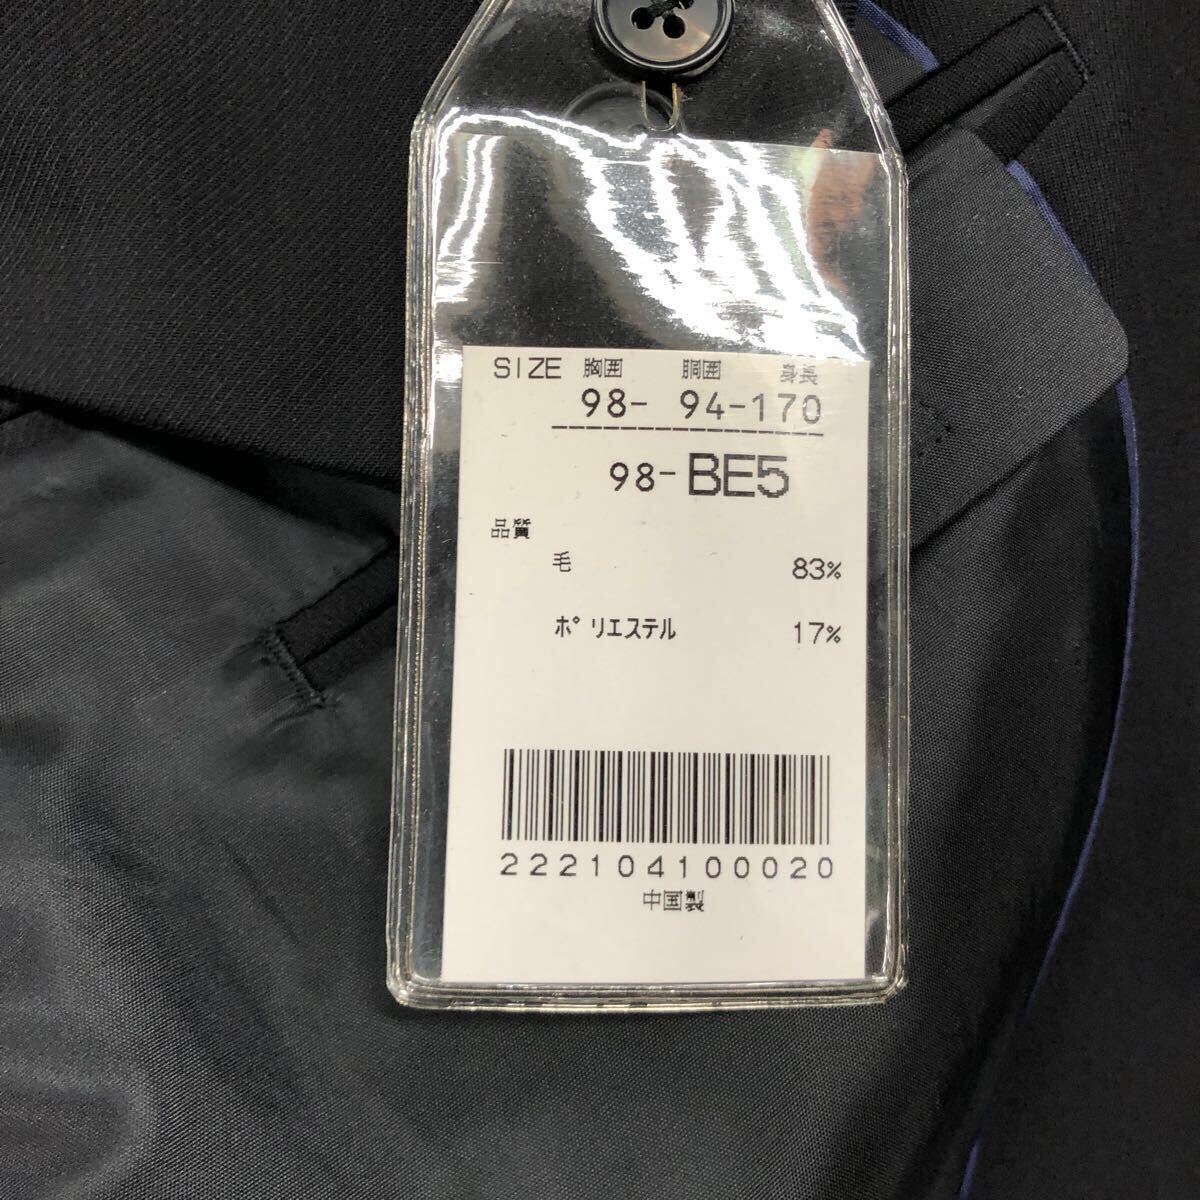 SIZE 胸囲 胴囲 身長
98- 94-170
98-BE5
品質
毛 83%
ポリエステル 17%
222104100020
中国製